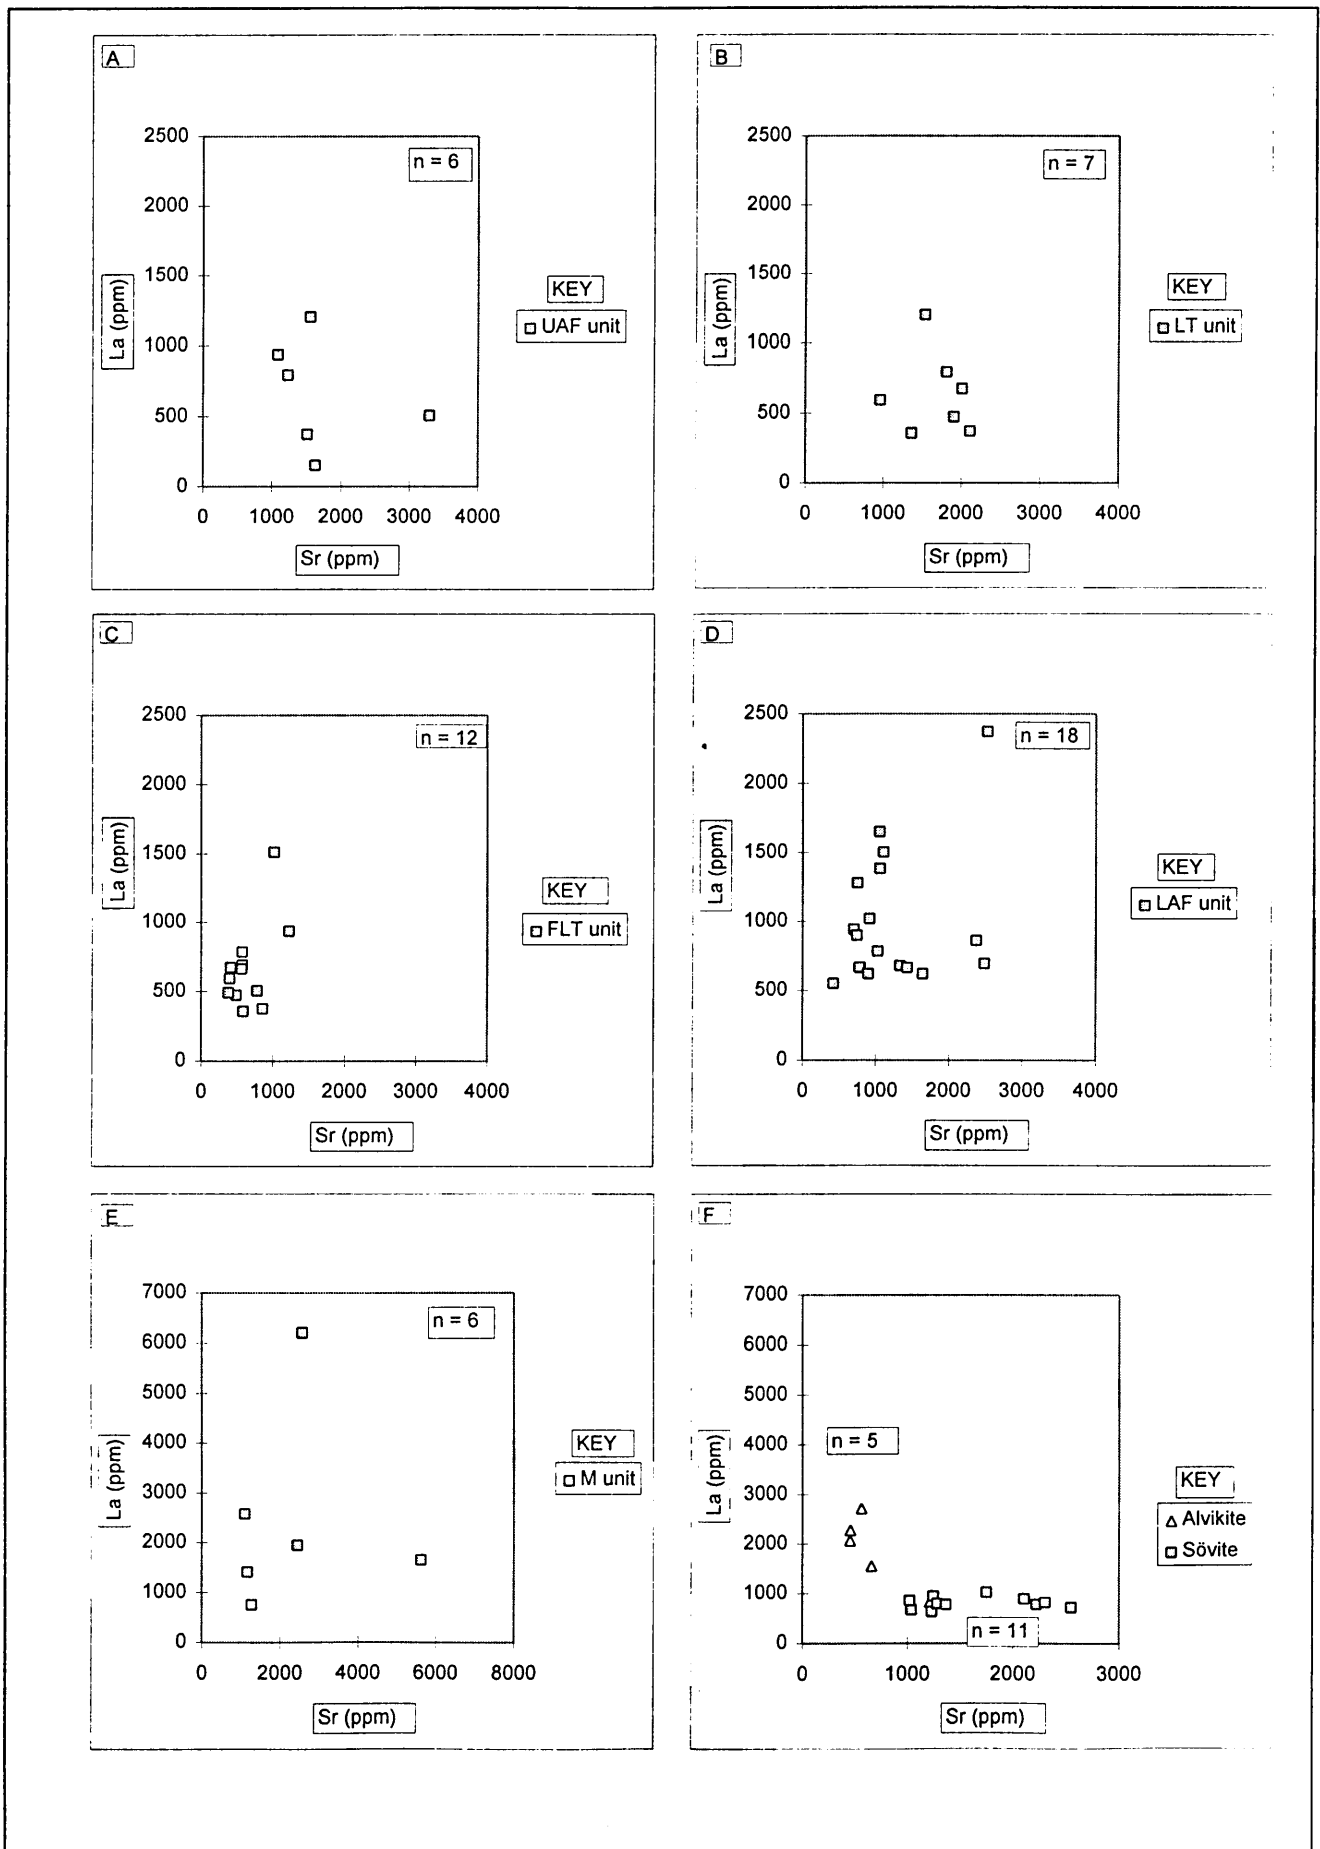 A
2500
n = 6
2000
1500
La (ppm)
KEY
UAF unit
1000
500
0
0 1000 2000 3000 4000
Sr (ppm)
B
2500
n = 7
2000
1500
La (ppm)
KEY
LT unit
1000
500
0
0 1000 2000 3000 4000
Sr (ppm)
C
2500
n = 12
2000
1500
La (ppm)
KEY
FLT unit
1000
500
0
0 1000 2000 3000 4000
Sr (ppm)
D
2500
n = 18
2000
1500
La (ppm)
KEY
LAF unit
1000
500
0
0 1000 2000 3000 4000
Sr (ppm)
E
7000
n = 6
6000
5000
4000
KEY
La (ppm)
M unit
3000
2000
1000
0
0 2000 4000 6000 8000
Sr (ppm)
F
7000
6000
5000
4000
n = 5
La (ppm)
KEY
3000
Alvikite
Sövite
2000
1000
n = 11
0
0 1000 2000 3000
Sr (ppm)